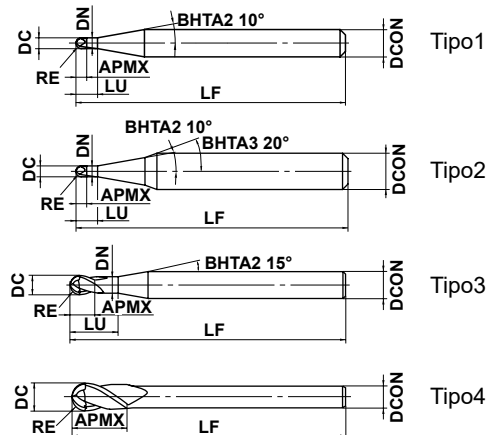 DC
DN
BHTA2 10°
DCON
Tipo1
RE
APMX
LU
LF
DC
DN
BHTA2 10°
BHTA3 20°
DCON
Tipo2
RE
APMX
LU
LF
DC
DN
BHTA2 15°
DCON
Tipo3
RE
APMX
LU
LF
DC
DCON
Tipo4
RE
APMX
LF